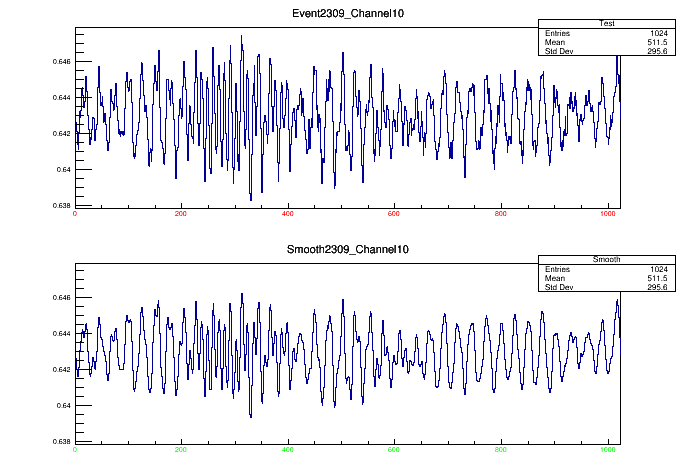 Event2309_Channel10
Test
Entries 1024
Mean 511.5
Std Dev 295.6
0.646
0.644
0.642
0.64
0.638
0 200 400 600 800 1000
Smooth2309_Channel10
Smooth
Entries 1024
Mean 511.5
Std Dev 295.6
0.646
0.644
0.642
0.64
0.638
0 200 400 600 800 1000